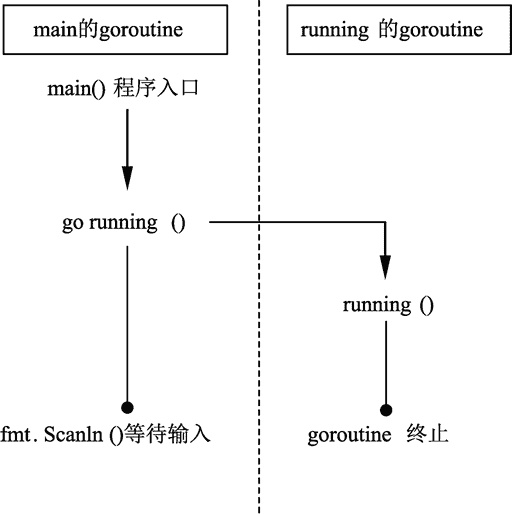 main的goroutine
running 的goroutine
main() 程序入口
go running ()
running ()
fmt. Scanln ()等待输入
goroutine 终止